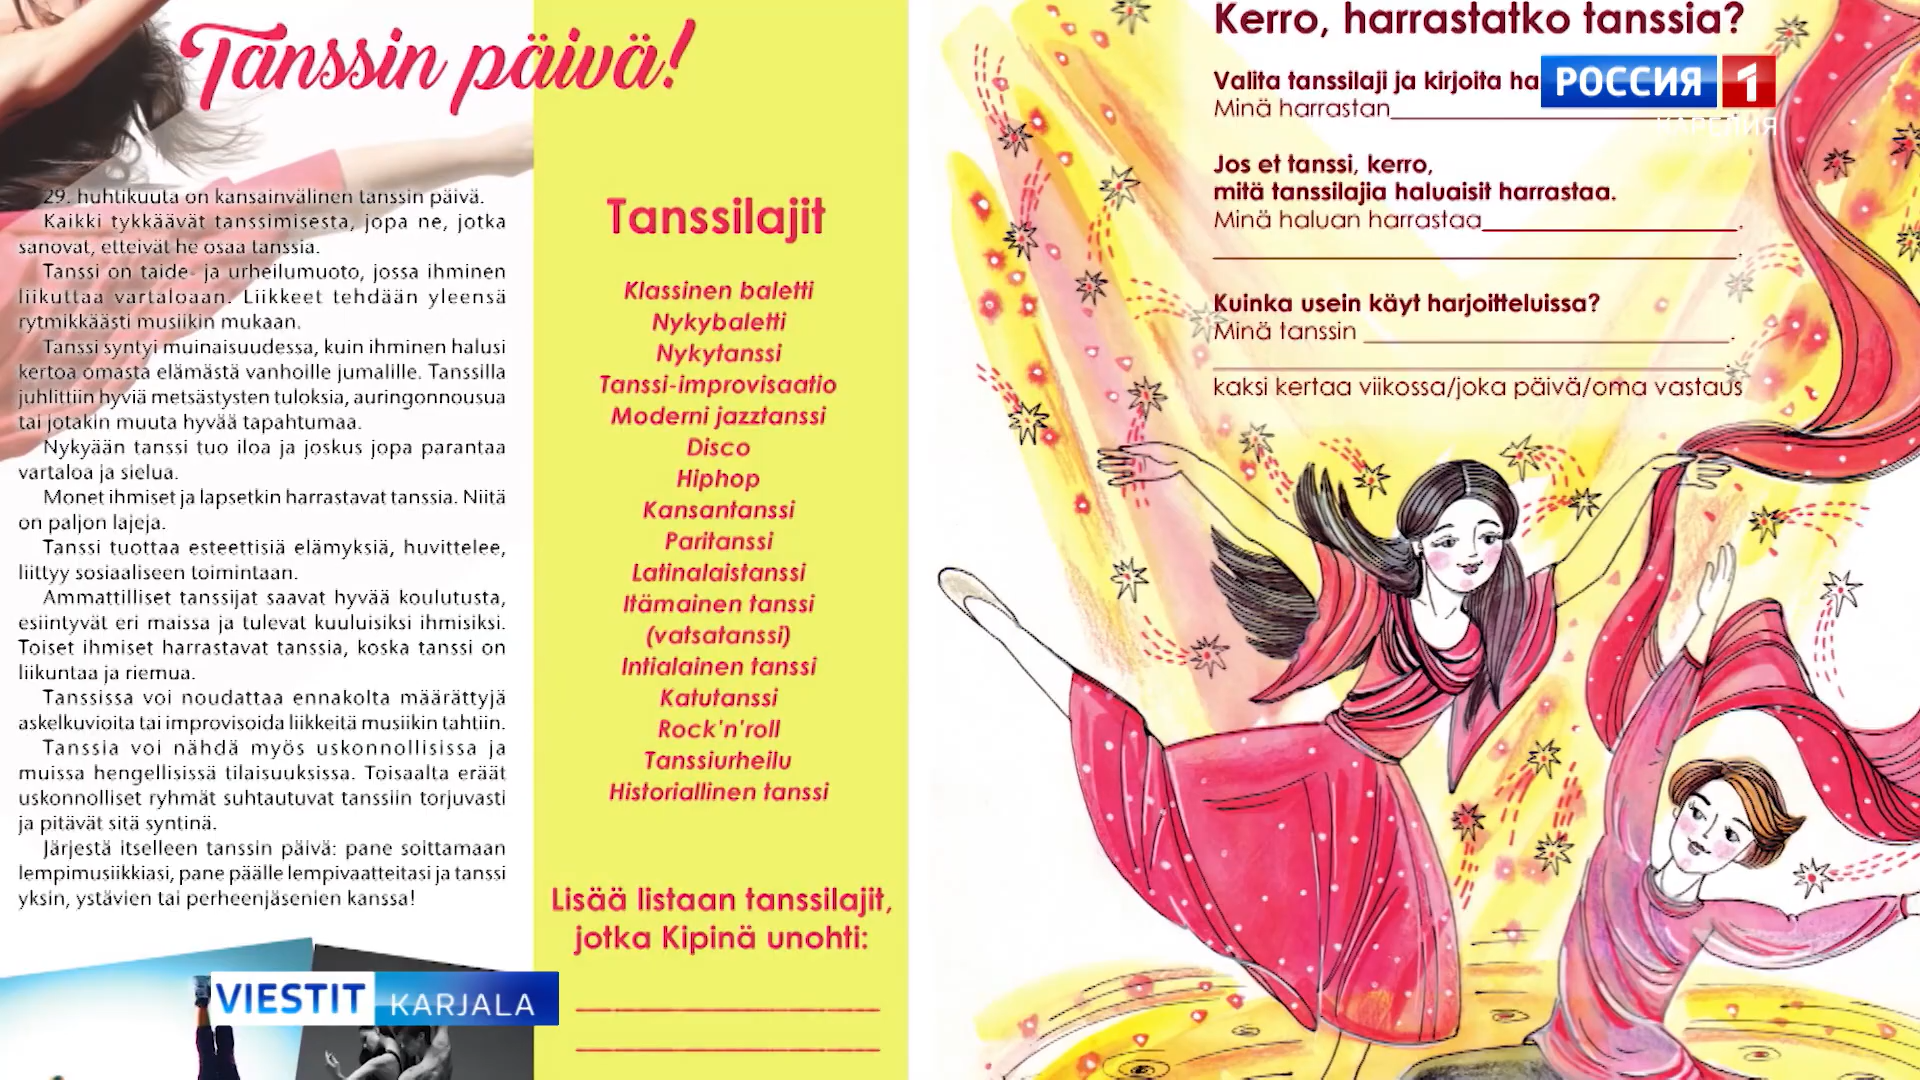 Tanssin päivä!
29. huhtikuuta on kansainvälinen tanssin päivä.
Kaikki tykkäävät tanssimisesta, jopa ne, jotka
sanovat, etteivät he osaa tanssia.
Tanssi on taide- ja urheilumuoto, jossa ihminen
liikuttaa vartaloaan. Liikkeet tehdään yleensä
rytmikkäästi musiikin mukaan.
Tanssi syntyi muinaisuudessa, kuin ihminen halusi
kertoa omasta elämästä vanhoille jumalille. Tanssilla
juhlittiin hyviä metsästysten tuloksia, auringonnousua
tai jotakin muuta hyvää tapahtumaa.
Nykyään tanssi tuo iloa ja joskus jopa parantaa
vartaloa ja sielua.
Monet ihmiset ja lapsetkin harrastavat tanssia. Niitä
on paljon lajeja.
Tanssi tuottaa esteettisiä elämyksiä, huvittelee,
liittyy sosiaaliseen toimintaan.
Ammattilliset tanssijat saavat hyvää koulutusta,
esiintyvät eri maissa ja tulevat kuuluisiksi ihmisiksi.
Toiset ihmiset harrastavat tanssia, koska tanssi on
liikuntaa ja riemua.
Tanssissa voi noudattaa ennakolta määrättyjä
askelkuvioita tai improvisoida liikkeitä musiikin tahtiin.
Tanssia voi nähdä myös uskonnollisissa ja
muissa hengellisissä tilaisuuksissa. Toisaalta eräät
uskonnolliset ryhmät suhtautuvat tanssiin torjuvasti
ja pitävät sitä syntinä.
Järjestä itselleen tanssin päivä: pane soittamaan
lempimusiikkiasi, pane päälle lempivaatteitasi ja tanssi
yksin, ystävien tai perheenjäsenien kanssa!
VIESTIT KARJALA
Tanssilajit
Klassinen baletti
Nykybaletti
Nykytanssi
Tanssi-improvisaatio
Moderni jazztanssi
Disco
Hiphop
Kansantanssi
Paritanssi
Latinalaistanssi
Itämainen tanssi
(vatsatanssi)
Intialainen tanssi
Katutanssi
Rock'n'roll
Tanssiurheilu
Historiallinen tanssi
Lisää listaan tanssilajit,
jotka Kipinä unohti:
Kerro, harrastatko tanssia?
Valita tanssilaji ja kirjoita
Minä harrastan
Jos et tanssi, kerro,
mitä tanssilajia haluaisit harrastaa.
Minä haluan harrastaa
Kuinka usein käyt harjoitteluissa?
Minä tanssin
kaksi kertaa viikossa/joka päivä/oma vastaus
РОССИЯ 1
КАРЕЛИЯ